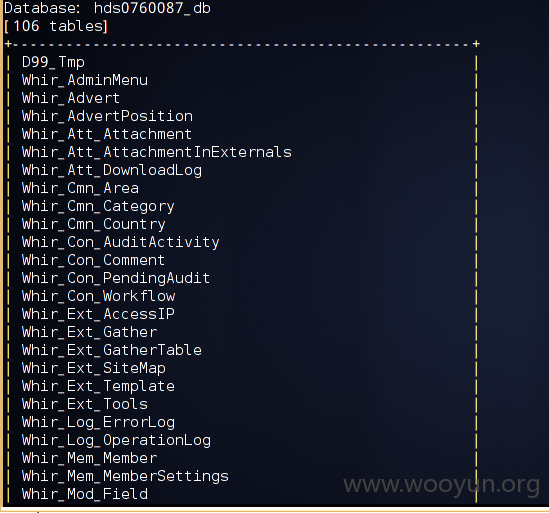 Database: hds0760087_db
[106 tables]
+--------------------------------------------------+
| D99_Tmp |
| Whir_AdminMenu |
| Whir_Advert |
| Whir_AdvertPosition |
| Whir_Att_Attachment |
| Whir_Att_AttachmentInExternals |
| Whir_Att_DownloadLog |
| Whir_Cmn_Area |
| Whir_Cmn_Category |
| Whir_Cmn_Country |
| Whir_Con_AuditActivity |
| Whir_Con_Comment |
| Whir_Con_PendingAudit |
| Whir_Con_Workflow |
| Whir_Ext_AccessIP |
| Whir_Ext_Gather |
| Whir_Ext_GatherTable |
| Whir_Ext_SiteMap |
| Whir_Ext_Template |
| Whir_Ext_Tools |
| Whir_Log_ErrorLog |
| Whir_Log_OperationLog |
| Whir_Mem_Member |
| Whir_Mem_MemberSettings |
| Whir_Mod_Field |
www.wooyun.org